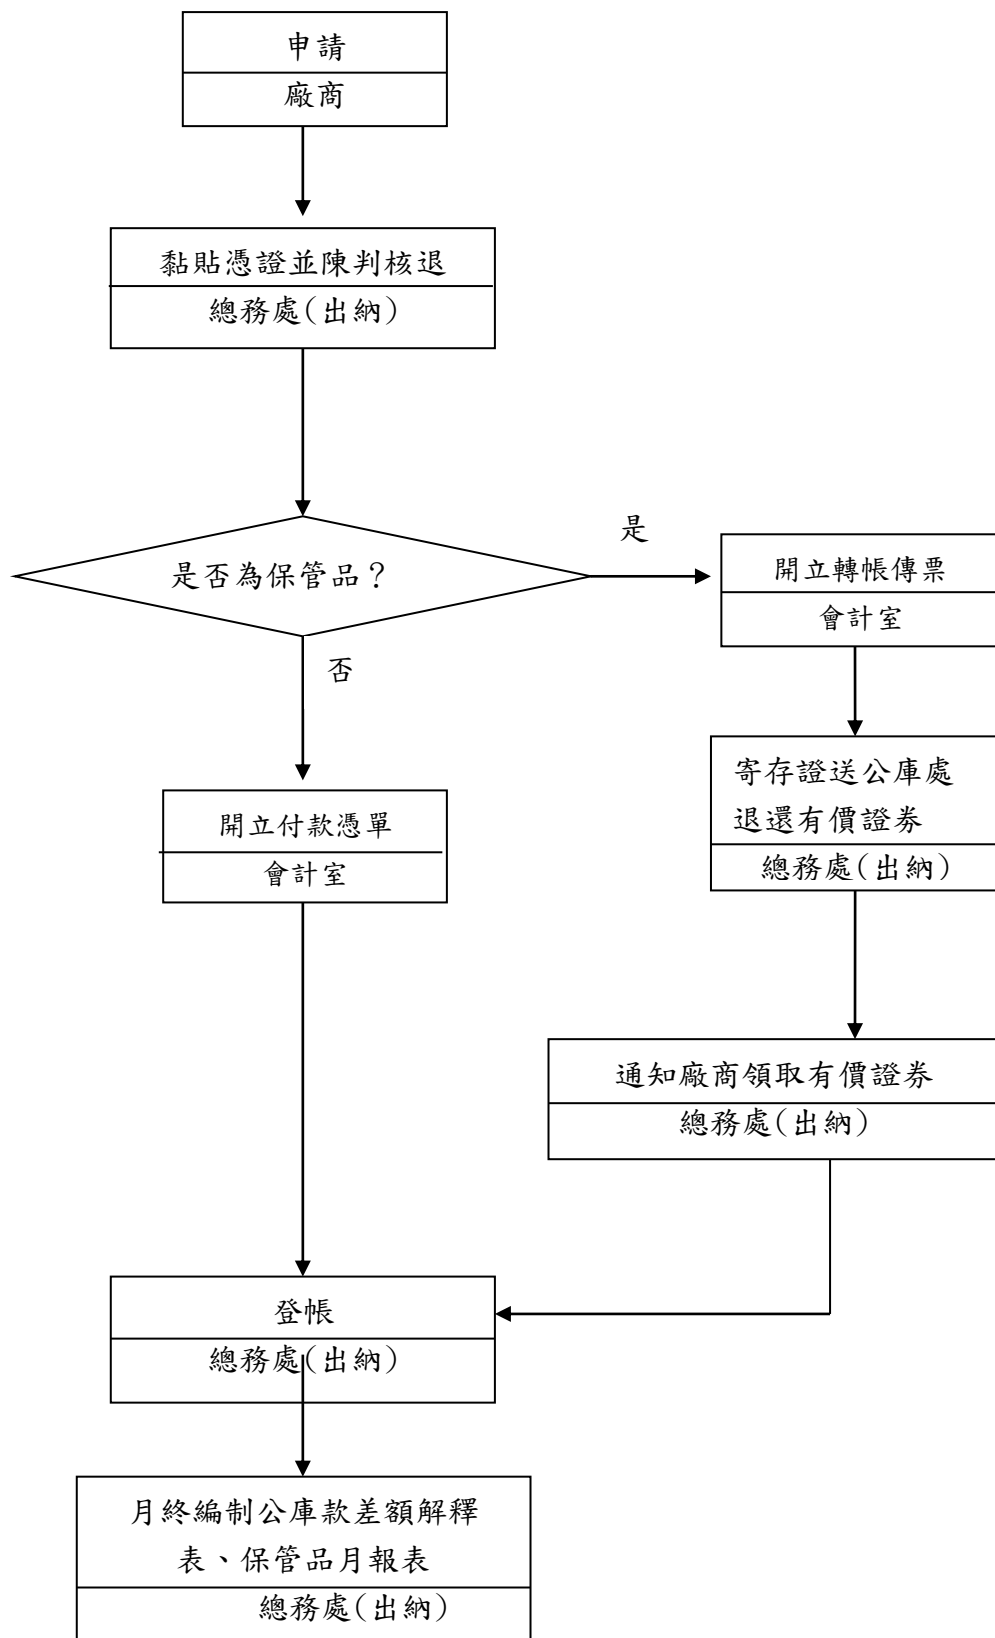 申請
廠商
黏貼憑證並陳判核退
總務處(出納)
是否為保管品？
是
開立轉帳傳票
會計室
否
寄存證送公庫處
退還有價證券
總務處(出納)
開立付款憑單
會計室
通知廠商領取有價證券
總務處(出納)
登帳
總務處(出納)
月終編制公庫款差額解釋
表、保管品月報表
總務處(出納)